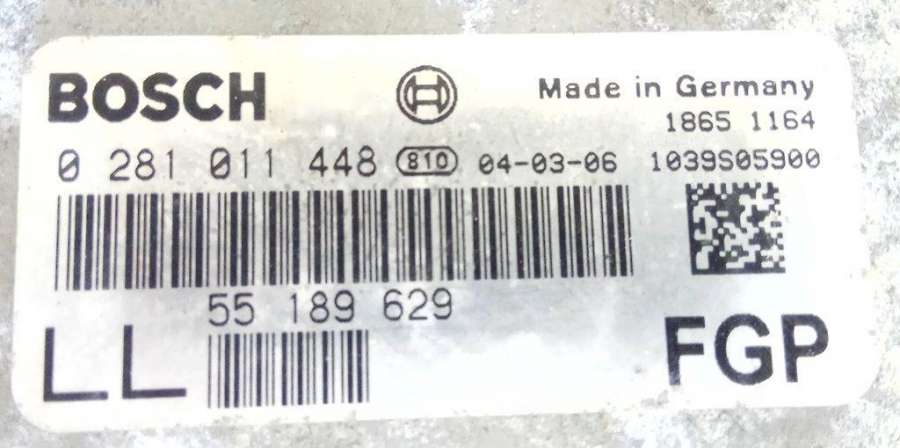 BOSCH Made in Germany
1865 1164
0 281 011 448 810 04-03-06 1039S05900
55 189 629
LL FGP